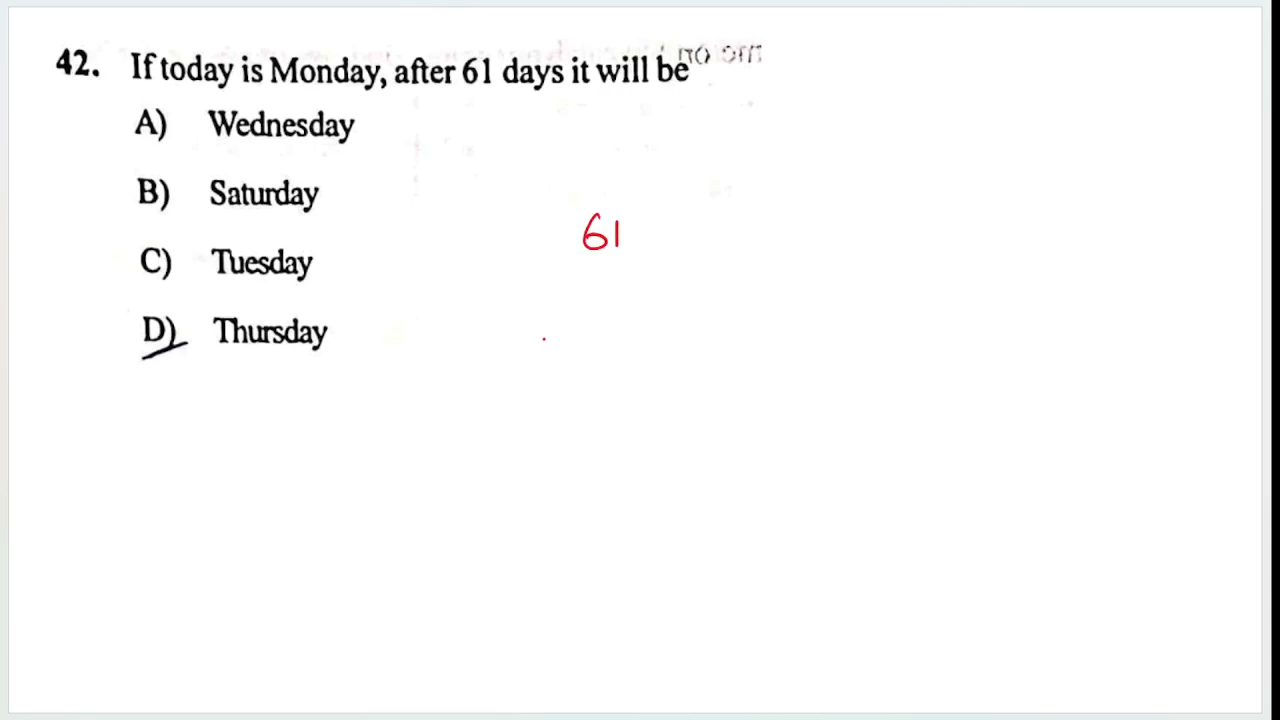 42. If today is Monday, after 61 days it will be
A) Wednesday
B) Saturday
61
C) Tuesday
D) Thursday